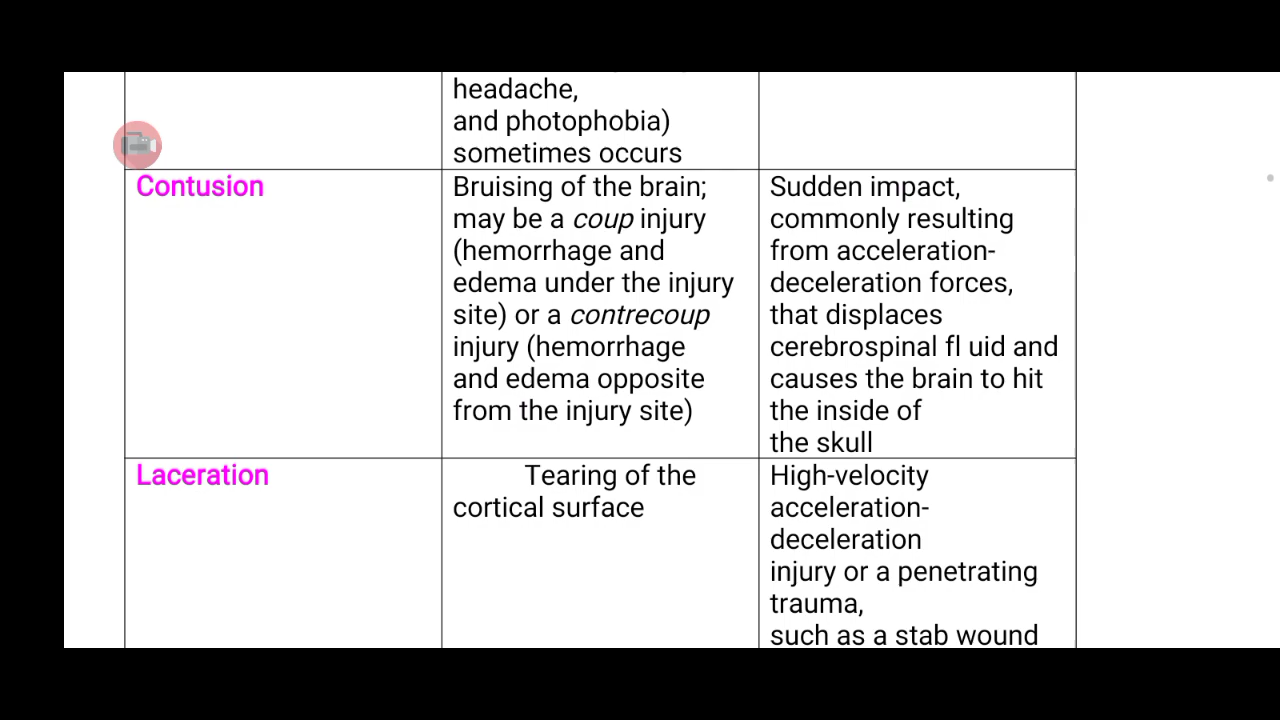 headache,
and photophobia)
sometimes occurs
Contusion
Bruising of the brain;
may be a coup injury
(hemorrhage and
edema under the injury
site) or a contrecoup
injury (hemorrhage
and edema opposite
from the injury site)
Sudden impact,
commonly resulting
from acceleration-
deceleration forces,
that displaces
cerebrospinal fl uid and
causes the brain to hit
the inside of
the skull
Laceration
Tearing of the
cortical surface
High-velocity
acceleration-
deceleration
injury or a penetrating
trauma,
such as a stab wound